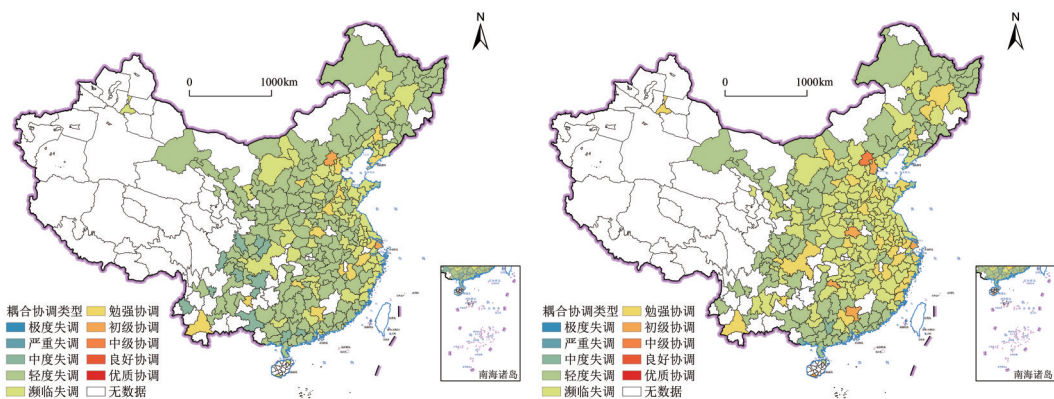 N
0 1000km
耦合协调类型
极度失调
严重失调
中度失调
轻度失调
濒临失调
勉强协调
初级协调
中级协调
良好协调
优质协调
无数据
南海诸岛
N
0 1000km
耦合协调类型
极度失调
严重失调
中度失调
轻度失调
濒临失调
勉强协调
初级协调
中级协调
良好协调
优质协调
无数据
南海诸岛